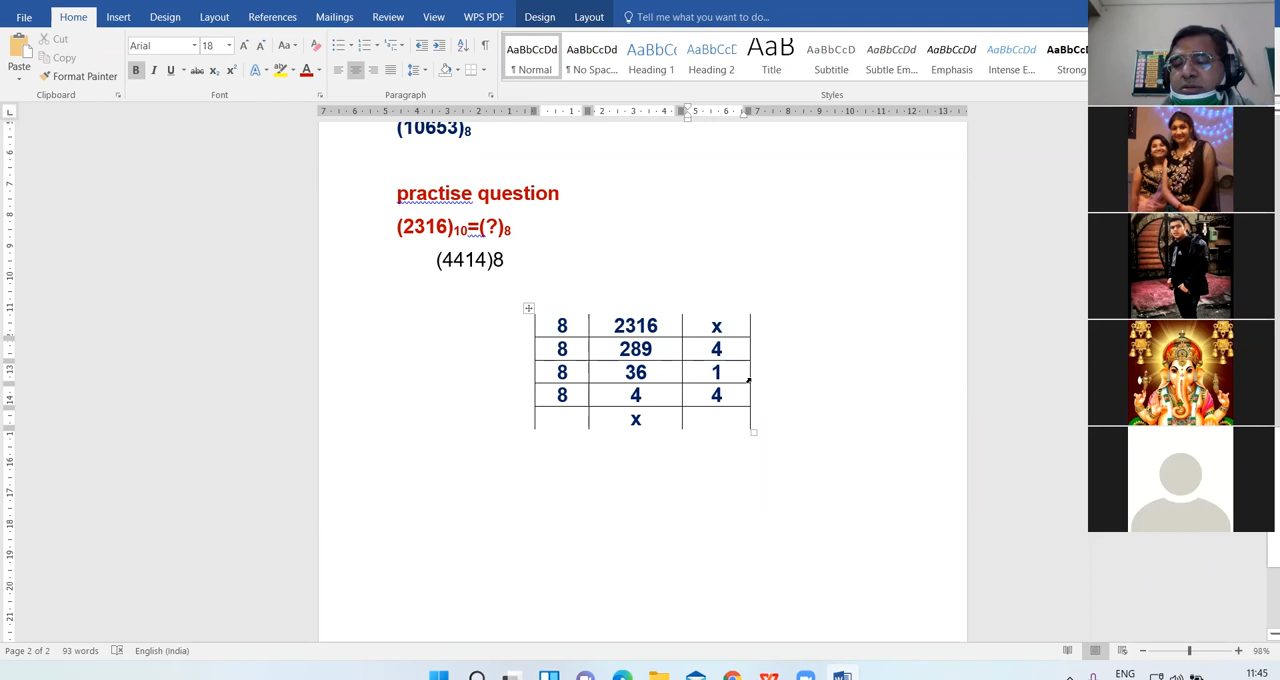 File Home Insert Design Layout References Mailings Review View WPS PDF Design Layout Tell me what you want to do...
Paste
Cut
Copy
Format Painter
Clipboard
Arial 18
Font
Paragraph
AaBbCcDd AaBbCcDd AaBbCc AaBbCcE AaB AaBbCcD AaBbCcDd AaBbCcDd AaBbCcDd AaBbCc
¶ Normal ¶ No Spac... Heading 1 Heading 2 Title Subtitle Subtle Em... Emphasis Intense E... Strong
Styles
(10653)8
practise question
(2316)10=(?)8
(4414)8
8 2316 x
8 289 4
8 36 1
8 4 4
x
Page 2 of 2 93 words English (India) 98%
ENG 11:45